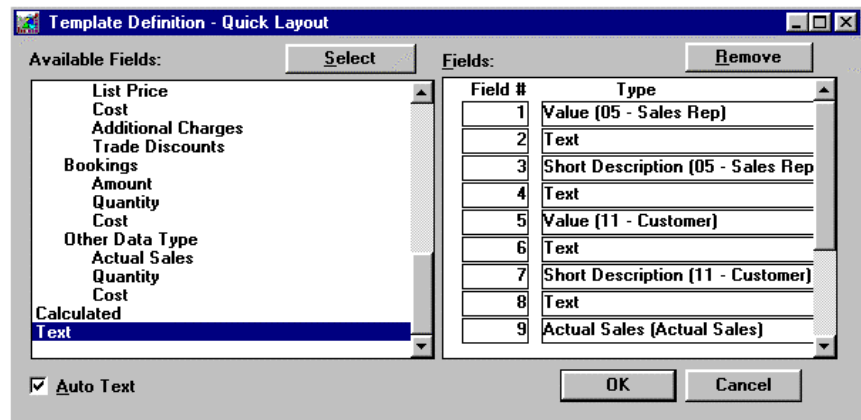 Template Definition - Quick Layout
Available Fields:
Select
List Price
Cost
Additional Charges
Trade Discounts
Bookings
Amount
Quantity
Cost
Other Data Type
Actual Sales
Quantity
Cost
Calculated
Text
Auto Text
Fields:
Remove
Field # Type
1 Value (05 - Sales Rep)
2 Text
3 Short Description (05 - Sales Rep
4 Text
5 Value (11 - Customer)
6 Text
7 Short Description (11 - Customer)
8 Text
9 Actual Sales (Actual Sales)
OK Cancel